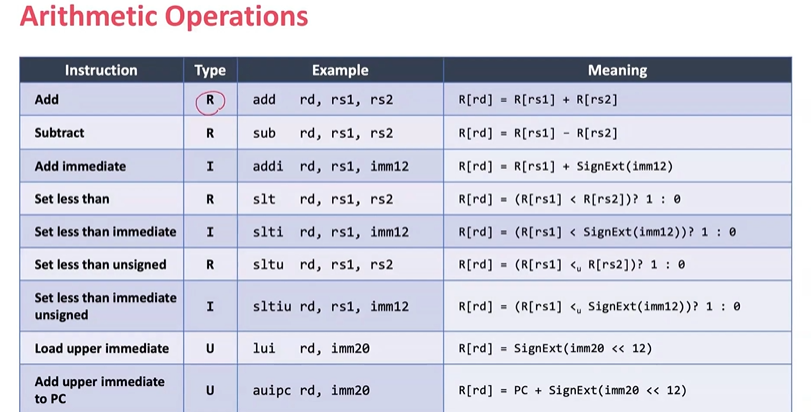 Arithmetic Operations
Instruction Type Example Meaning
Add R add rd, rs1, rs2 R[rd] = R[rs1] + R[rs2]
Subtract R sub rd, rs1, rs2 R[rd] = R[rs1] - R[rs2]
Add immediate I addi rd, rs1, imm12 R[rd] = R[rs1] + SignExt(imm12)
Set less than R slt rd, rs1, rs2 R[rd] = (R[rs1] < R[rs2])? 1 : 0
Set less than immediate I slti rd, rs1, imm12 R[rd] = (R[rs1] < SignExt(imm12))? 1 : 0
Set less than unsigned R sltu rd, rs1, rs2 R[rd] = (R[rs1] <u R[rs2])? 1 : 0
Set less than immediate
unsigned I sltiu rd, rs1, imm12 R[rd] = (R[rs1] <u SignExt(imm12))? 1 : 0
Load upper immediate U lui rd, imm20 R[rd] = SignExt(imm20 << 12)
Add upper immediate
to PC U auipc rd, imm20 R[rd] = PC + SignExt(imm20 << 12)